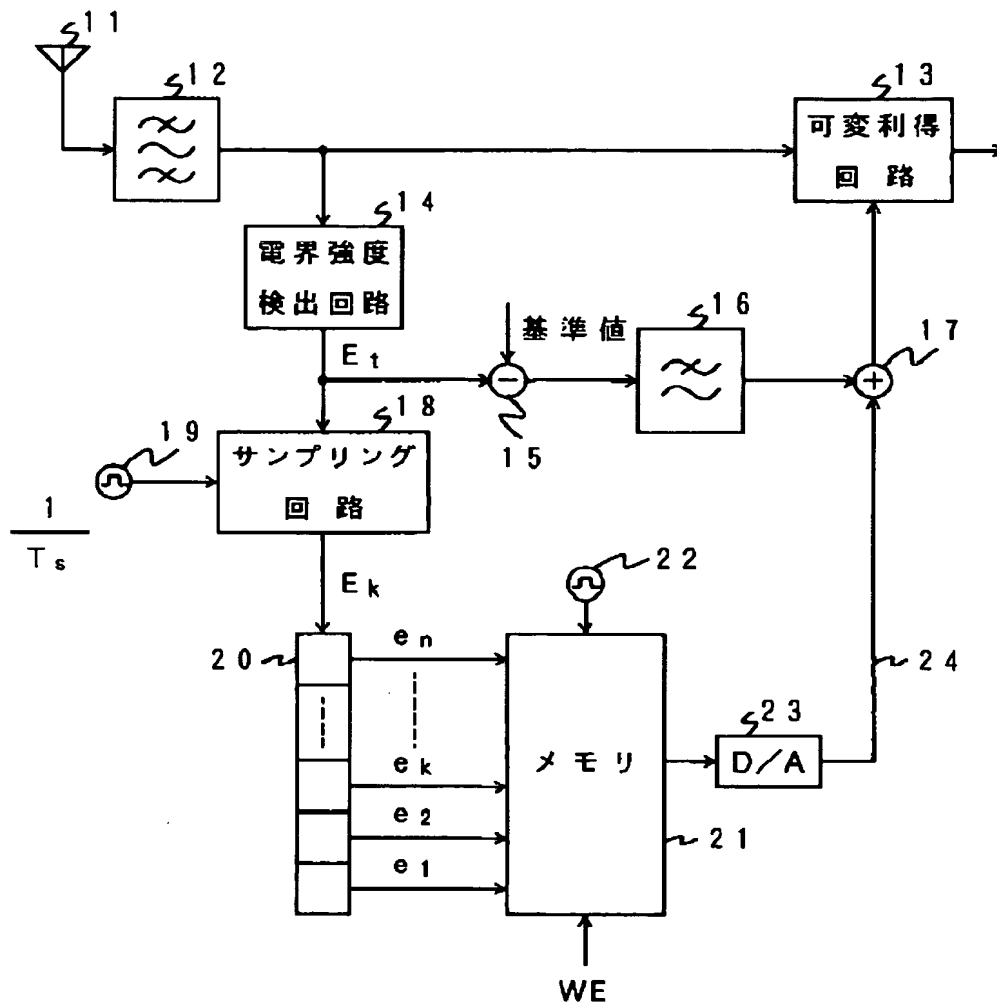 11
12
13
可変利得
回路
14
電界強度
検出回路
基準値
16
17
Et
−
+
18
15
19
サンプリング
回路
1
Ts
Ek
22
20
en
24
メモリ
23
D/A
ek
e2
21
e1
WE